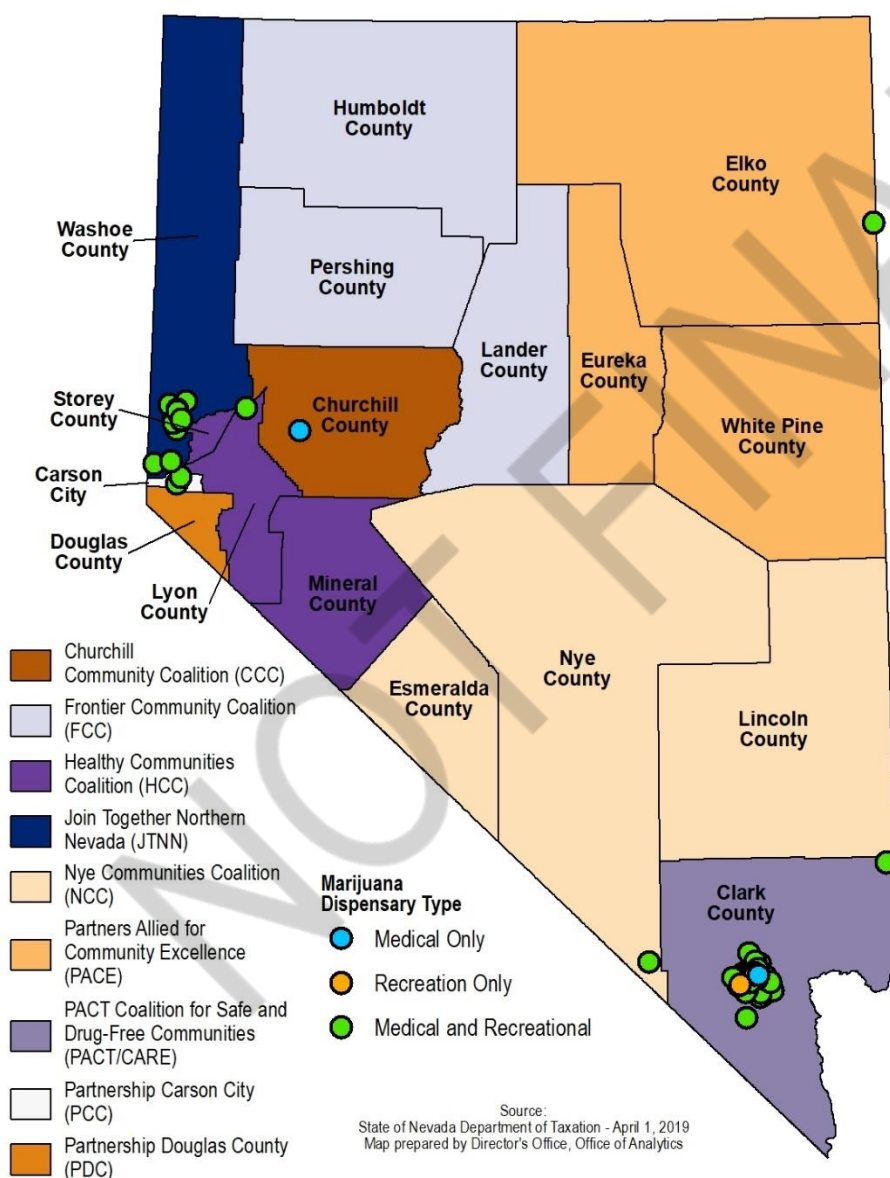 Humboldt
County
Elko
County
Washoe
County
Pershing
County
Lander
County
Eureka
County
Storey
County
Churchill
County
White Pine
County
Carson
City
Douglas
County
Lyon
County
Mineral
County
Nye
County
Esmeralda
County
Lincoln
County
Clark
County
Churchill
Community Coalition (CCC)
Frontier Community Coalition
(FCC)
Healthy Communities
Coalition (HCC)
Join Together Northern
Nevada (JTNN)
Nye Communities Coalition
(NCC)
Partners Allied for
Community Excellence
(PACE)
PACT Coalition for Safe and
Drug-Free Communities
(PACT/CARE)
Partnership Carson City
(PCC)
Partnership Douglas County
(PDC)
Marijuana
Dispensary Type
Medical Only
Recreation Only
Medical and Recreational
Source:
State of Nevada Department of Taxation - April 1, 2019
Map prepared by Director's Office, Office of Analytics
NOT